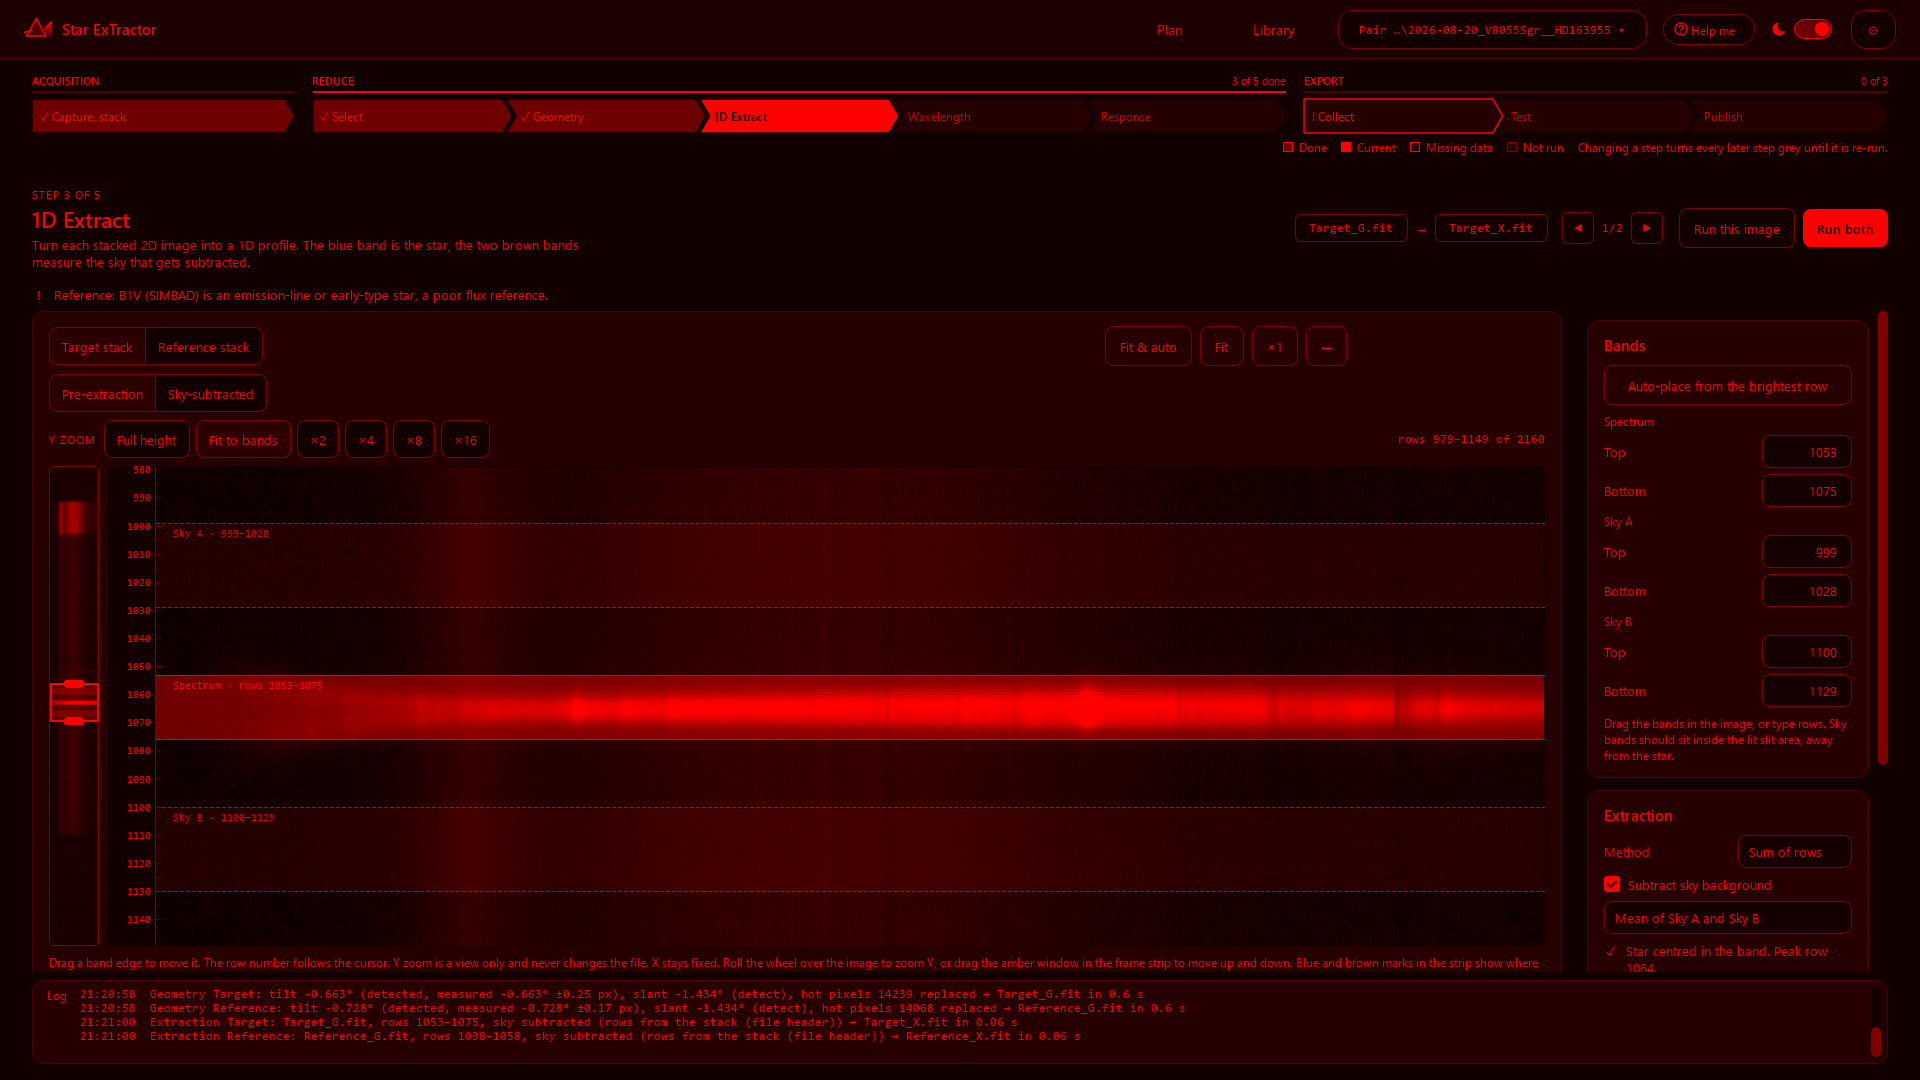 Star ExTractor
Plan
Library
Pair …\2026-08-20_V8055Sgr__HD163955 ▾
Help me
ACQUISITION
REDUCE
3 of 5 done
EXPORT
0 of 3
✓ Capture, stack
✓ Select
✓ Geometry
1D Extract
Wavelength
Response
! Collect
Test
Publish
Done
Current
Missing data
Not run
Changing a step turns every later step grey until it is re-run.
STEP 3 OF 5
1D Extract
Turn each stacked 2D image into a 1D profile. The blue band is the star, the two brown bands
measure the sky that gets subtracted.
Target_G.fit → Target_X.fit
◀ 1/2 ▶
Run this image
Run both
! Reference: B1V (SIMBAD) is an emission-line or early-type star, a poor flux reference.
Target stack
Reference stack
Fit & auto
Fit
×1
↔
Pre-extraction
Sky-subtracted
Y ZOOM
Full height
Fit to bands
×2
×4
×8
×16
rows 979–1149 of 2160
980
990
1000
Sky A · 999–1028
1010
1020
1030
1040
1050
Spectrum · rows 1053–1075
1060
1070
1080
1090
1100
Sky B · 1100–1129
1110
1120
1130
1140
Drag a band edge to move it. The row number follows the cursor. Y zoom is a view only and never changes the file. X stays fixed. Roll the wheel over the image to zoom Y, or drag the amber window in the frame strip to move up and down. Blue and brown marks in the strip show where
Bands
Auto-place from the brightest row
Spectrum
Top 1053
Bottom 1075
Sky A
Top 999
Bottom 1028
Sky B
Top 1100
Bottom 1129
Drag the bands in the image, or type rows. Sky
bands should sit inside the lit slit area, away
from the star.
Extraction
Method
Sum of rows
Subtract sky background
Mean of Sky A and Sky B
✓ Star centred in the band. Peak row
1064.
Log
21:20:58 Geometry Target: tilt -0.663° (detected, measured -0.663° ±0.25 px), slant -1.434° (detect), hot pixels 14239 replaced → Target_G.fit in 0.6 s
21:20:58 Geometry Reference: tilt -0.728° (detected, measured -0.728° ±0.17 px), slant -1.434° (detect), hot pixels 14068 replaced → Reference_G.fit in 0.6 s
21:21:00 Extraction Target: Target_G.fit, rows 1053–1075, sky subtracted (rows from the stack (file header)) → Target_X.fit in 0.06 s
21:21:00 Extraction Reference: Reference_G.fit, rows 1038–1058, sky subtracted (rows from the stack (file header)) → Reference_X.fit in 0.06 s